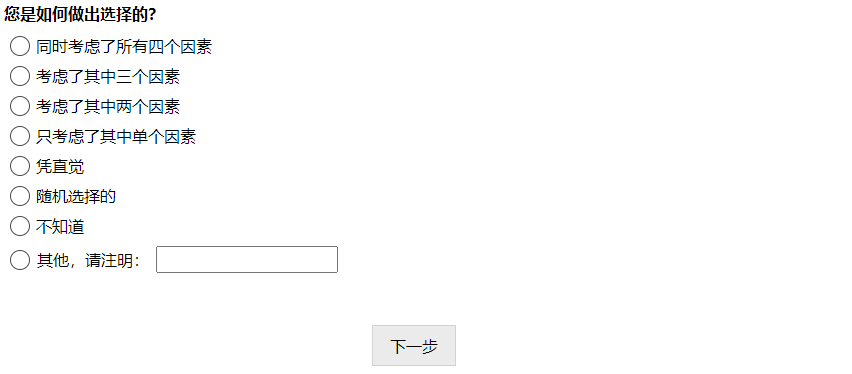 您是如何做出选择的?
同时考虑了所有四个因素
考虑了其中三个因素
考虑了其中两个因素
只考虑了其中单个因素
凭直觉
随机选择的
不知道
其他，请注明：
下一步